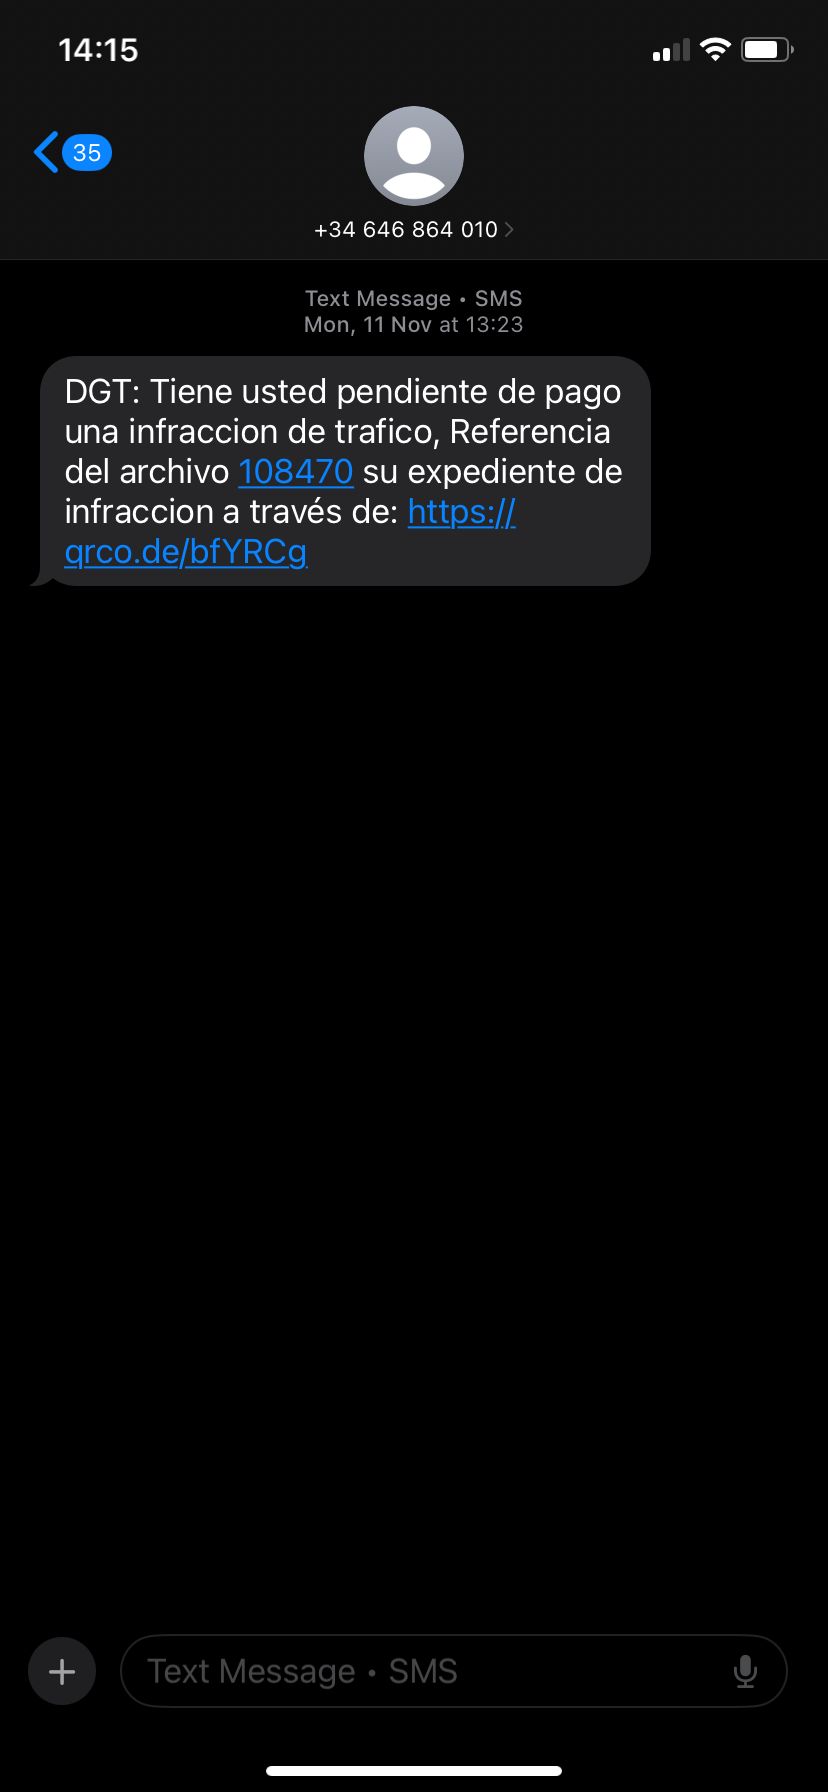 14:15
35
+34 646 864 010
Text Message • SMS
Mon, 11 Nov at 13:23
DGT: Tiene usted pendiente de pago
una infraccion de trafico, Referencia
del archivo 108470 su expediente de
infraccion a través de: https://
qrco.de/bfYRCg
Text Message • SMS